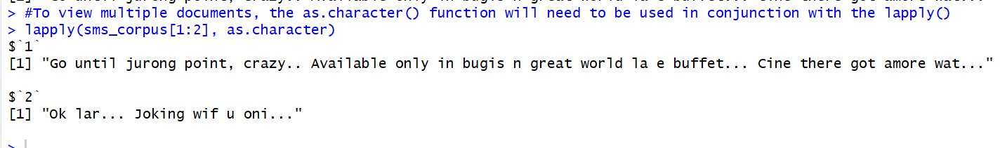 > #To view multiple documents, the as.character() function will need to be used in conjunction with the lapply()
> lapply(sms_corpus[1:2], as.character)
$`1`
[1] "Go until jurong point, crazy.. Available only in bugis n great world la e buffet... Cine there got amore wat..."
$`2`
[1] "Ok lar... Joking wif u oni..."
>